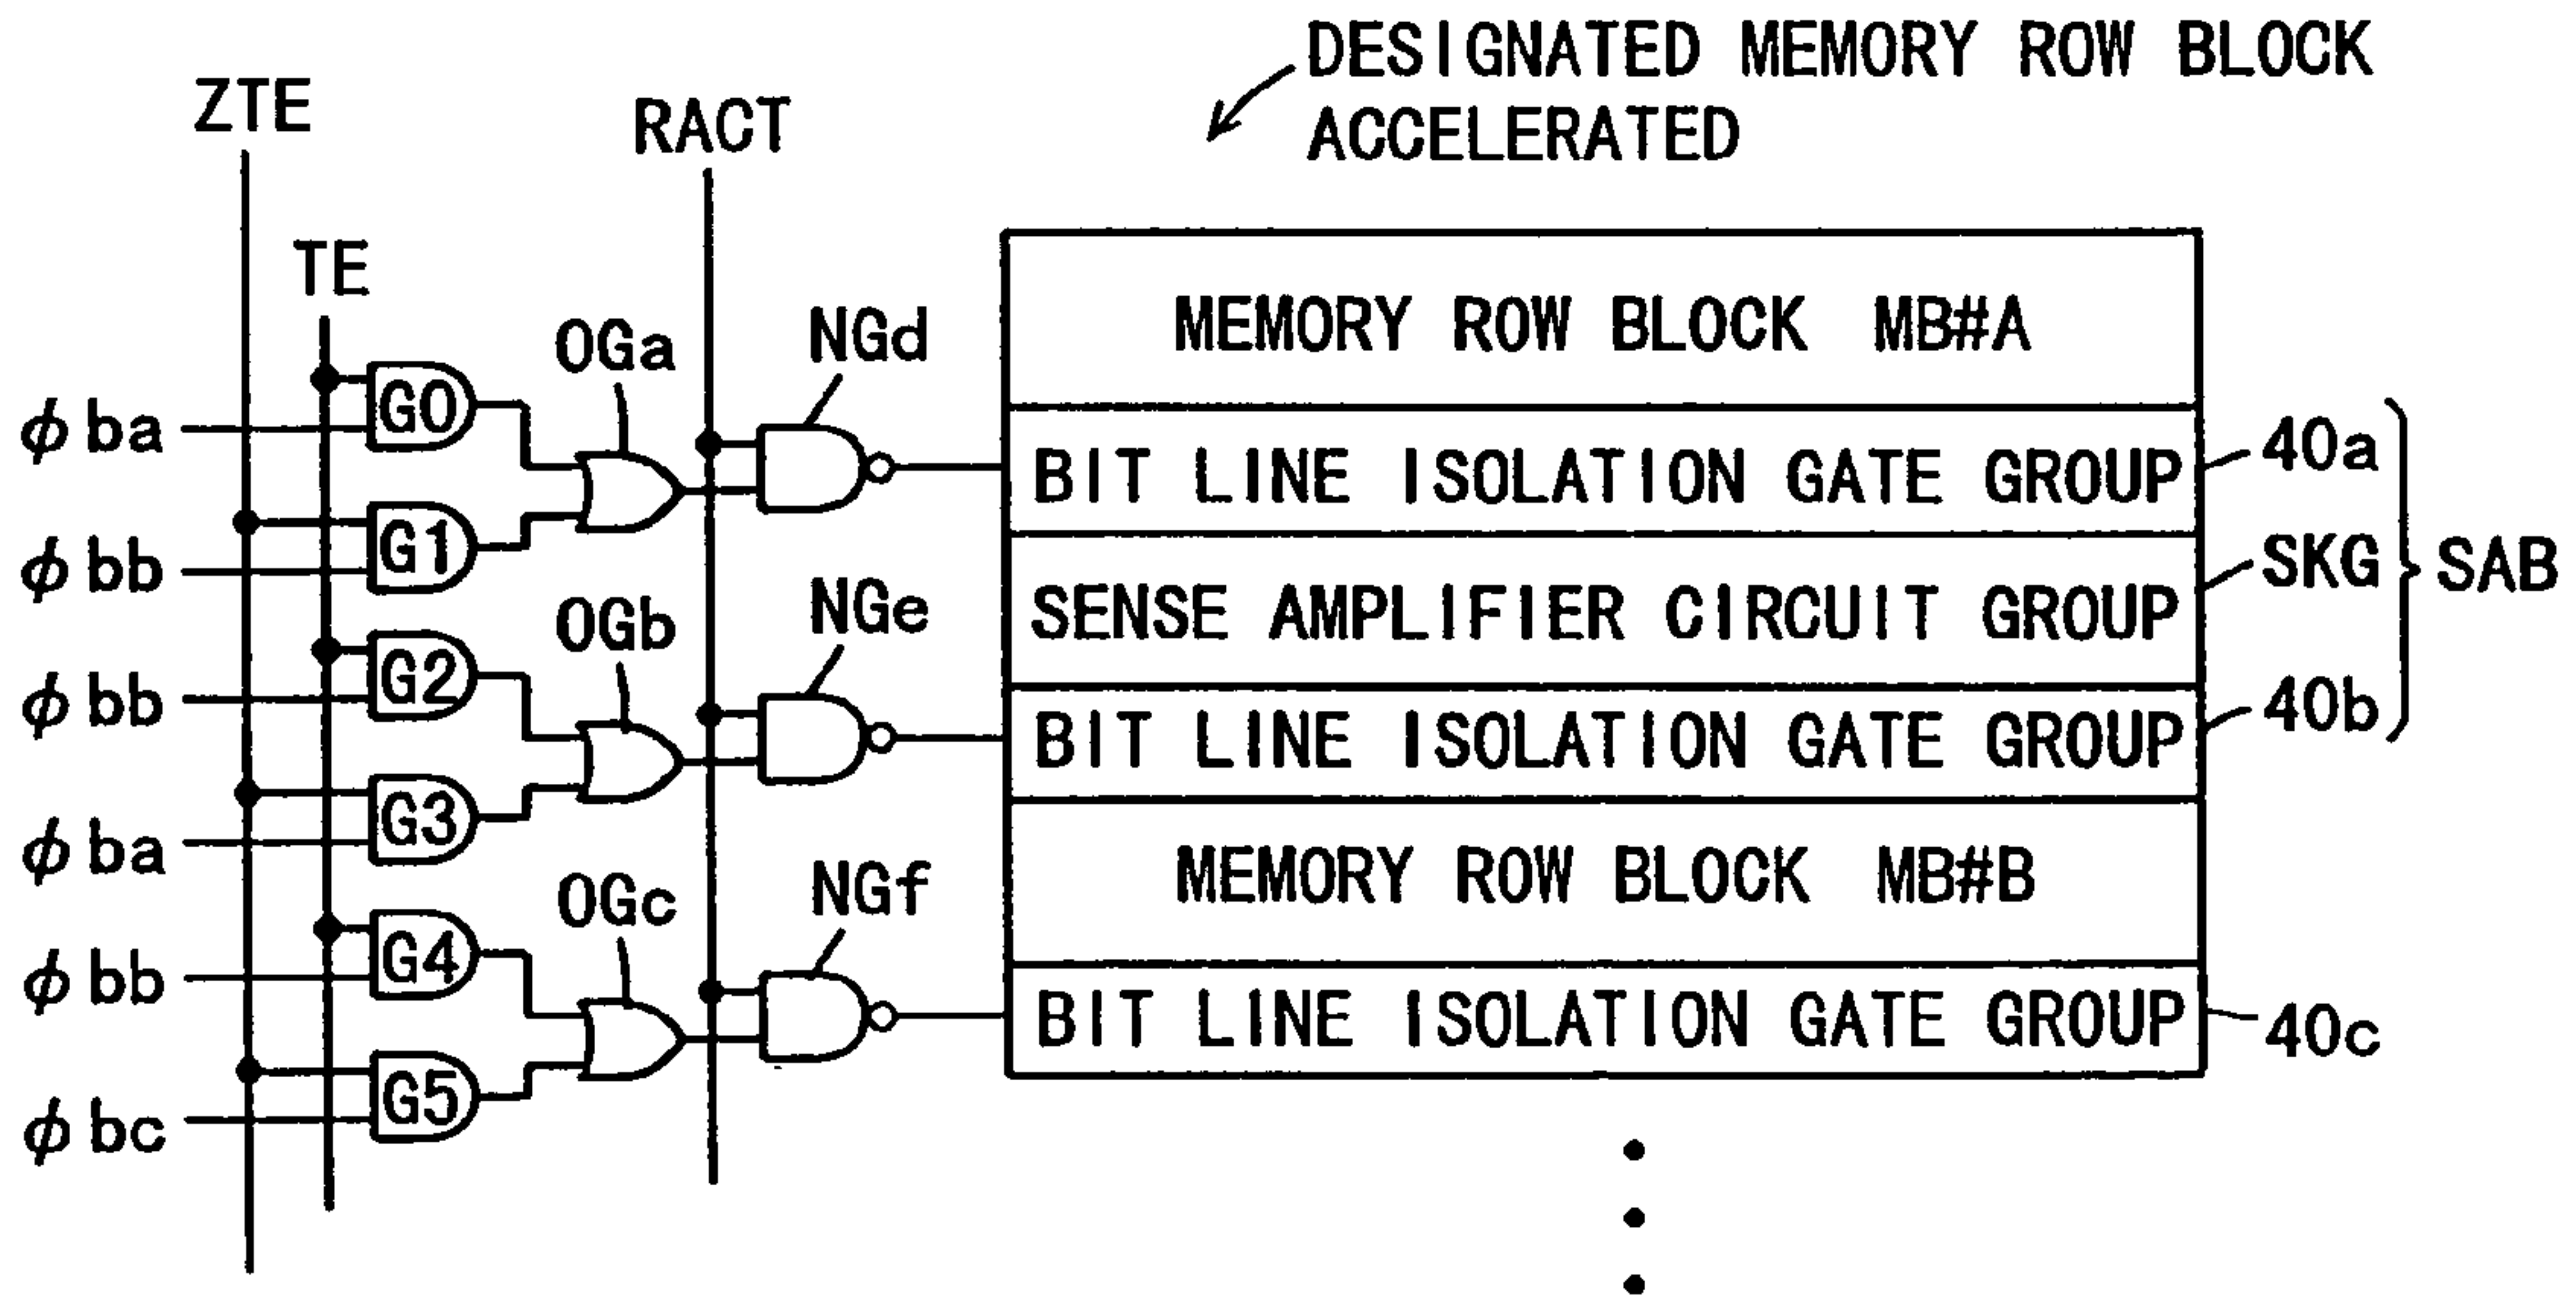 DESIGNATED MEMORY ROW BLOCK
ACCELERATED
ZTE
RACT
TE
OGa
NGd
MEMORY ROW BLOCK MB#A
φba
G0
BIT LINE ISOLATION GATE GROUP
40a
φbb
G1
SENSE AMPLIFIER CIRCUIT GROUP
SKG
SAB
OGb
NGe
φbb
G2
BIT LINE ISOLATION GATE GROUP
40b
φba
G3
MEMORY ROW BLOCK MB#B
OGc
NGf
φbb
G4
BIT LINE ISOLATION GATE GROUP
40c
φbc
G5